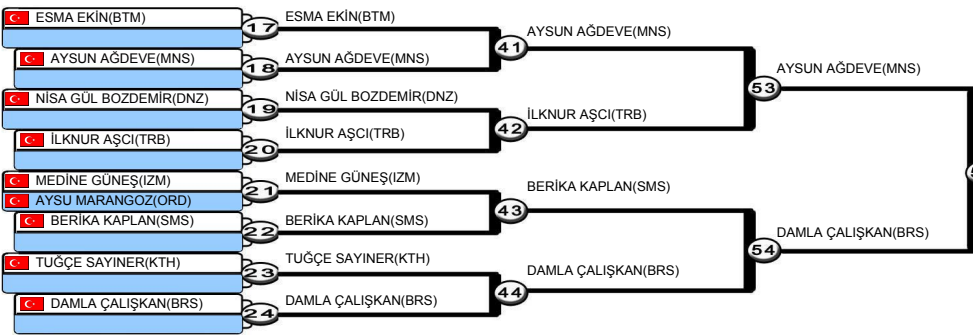 ESMA EKİN(BTM)
17
ESMA EKİN(BTM)
AYSUN AĞDEVE(MNS)
18
AYSUN AĞDEVE(MNS)
41
AYSUN AĞDEVE(MNS)
NİSA GÜL BOZDEMİR(DNZ)
19
NİSA GÜL BOZDEMİR(DNZ)
İLKNUR AŞCI(TRB)
20
İLKNUR AŞCI(TRB)
42
İLKNUR AŞCI(TRB)
53
AYSUN AĞDEVE(MNS)
MEDİNE GÜNEŞ(IZM)
AYSU MARANGOZ(ORD)
21
MEDİNE GÜNEŞ(IZM)
BERİKA KAPLAN(SMS)
22
BERİKA KAPLAN(SMS)
43
BERİKA KAPLAN(SMS)
TUĞÇE SAYINER(KTH)
23
TUĞÇE SAYINER(KTH)
DAMLA ÇALIŞKAN(BRS)
24
DAMLA ÇALIŞKAN(BRS)
44
DAMLA ÇALIŞKAN(BRS)
54
DAMLA ÇALIŞKAN(BRS)